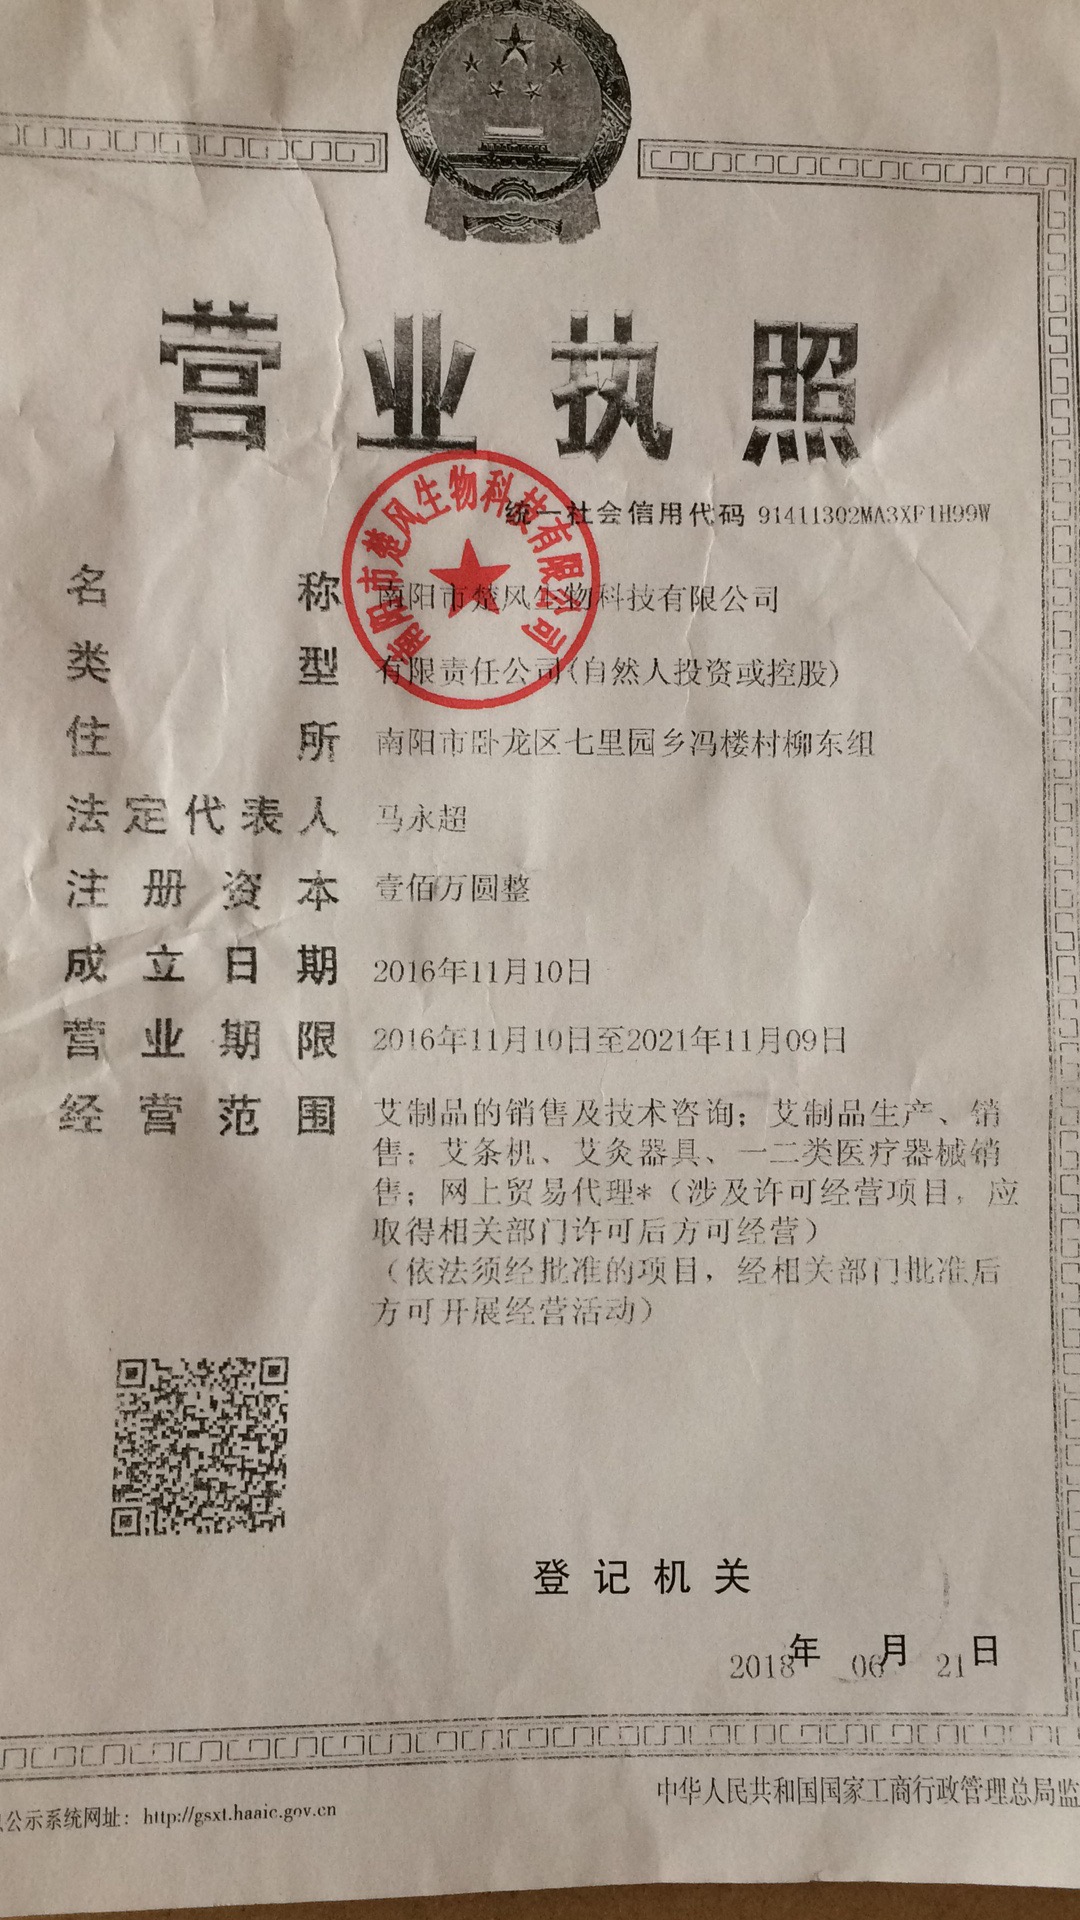 营业执照
统一社会信用代码 91411302MA3XF1H99W
南阳市楚风生物科技有限公司
名称 南阳市楚风生物科技有限公司
类型 有限责任公司(自然人投资或控股)
住所 南阳市卧龙区七里园乡冯楼村柳东组
法定代表人 马永超
注册资本 壹佰万圆整
成立日期 2016年11月10日
营业期限 2016年11月10日至2021年11月09日
经营范围 艾制品的销售及技术咨询；艾制品生产、销
售；艾条机、艾灸器具、一二类医疗器械销
售；网上贸易代理*（涉及许可经营项目，应
取得相关部门许可后方可经营）
（依法须经批准的项目，经相关部门批准后
方可开展经营活动）
登记机关
2018年 06月 21日
公示系统网址：http://gsxt.haaic.gov.cn
中华人民共和国国家工商行政管理总局监